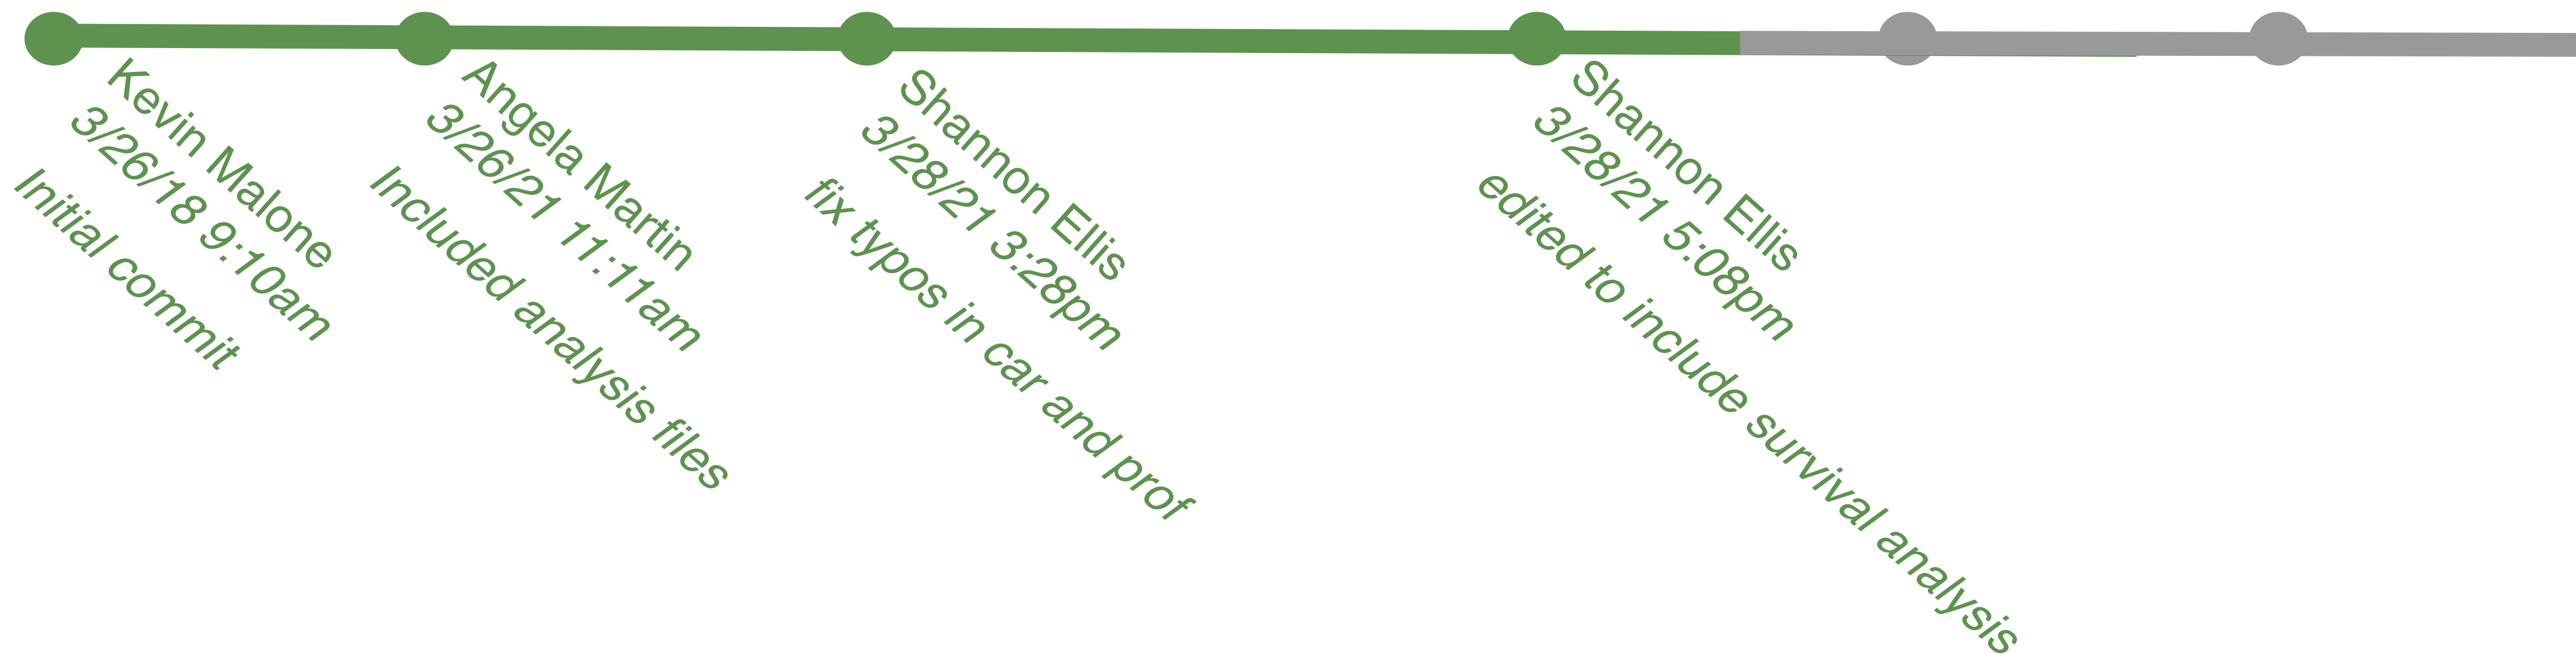 Kevin Malone
3/26/18 9:10am
Initial commit
Angela Martin
3/26/21 11:11am
Included analysis files
Shannon Ellis
3/28/21 3:28pm
fix typos in car and prof
Shannon Ellis
3/28/21 5:08pm
edited to include survival analysis